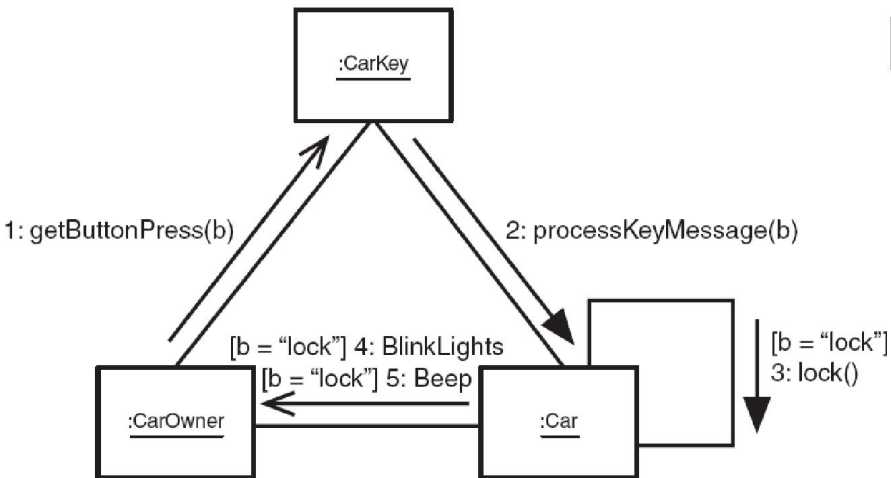 :CarKey
1: getButtonPress(b)
2: processKeyMessage(b)
[b = “lock”] 4: BlinkLights
[b = “lock”] 5: Beep
[b = “lock”]
3: lock()
:CarOwner
:Car